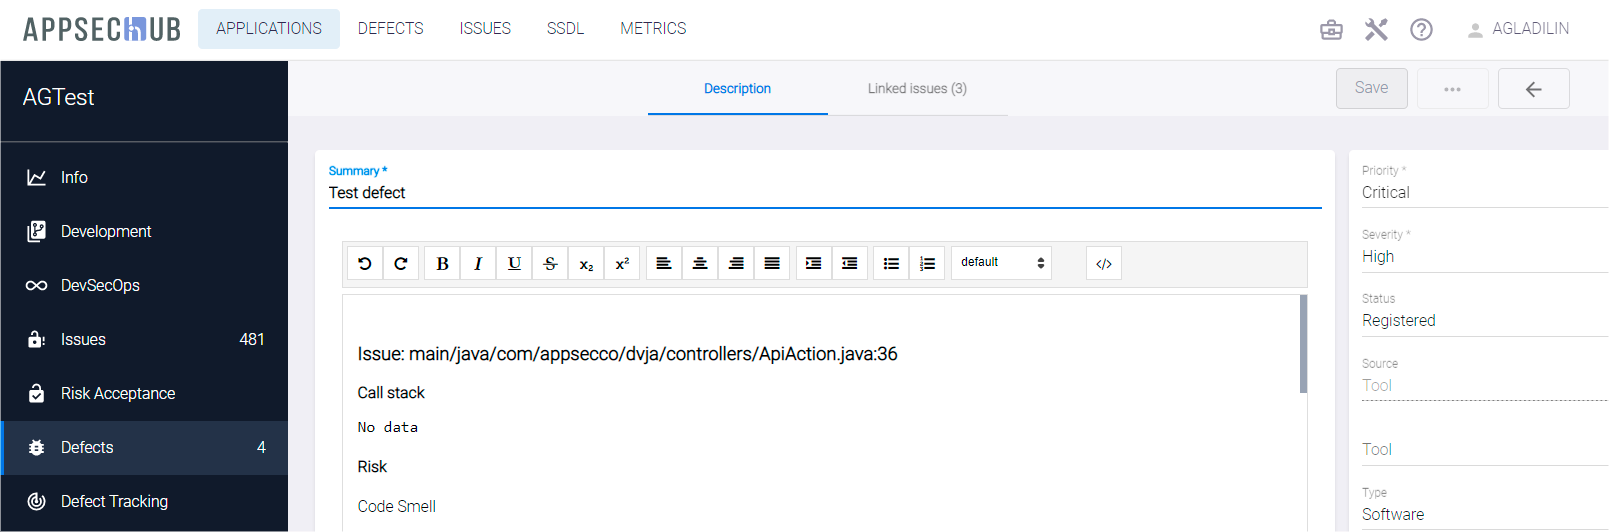 APPSECHUB APPLICATIONS DEFECTS ISSUES SSDL METRICS AGLADILIN
AGTest
Description Linked issues (3) Save
Info
Development
DevSecOps
Issues 481
Risk Acceptance
Defects 4
Defect Tracking
Summary *
Test defect
B I U S x₂ x² default </>
Issue: main/java/com/appsecco/dvja/controllers/ApiAction.java:36
Call stack
No data
Risk
Code Smell
Priority *
Critical
Severity *
High
Status
Registered
Source
Tool
Tool
Type
Software